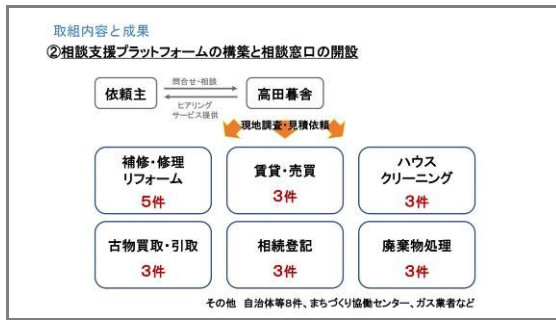 取組内容と成果
②相談支援プラットフォームの構築と相談窓口の開設
依頼主
問合せ・相談
ヒアリング
サービス提供
高田暮舎
現地調査・見積依頼
補修・修理
リフォーム
5件
賃貸・売買
3件
ハウス
クリーニング
3件
古物買取・引取
3件
相続登記
3件
廃棄物処理
3件
その他 自治体等8件、まちづくり協働センター、ガス業者など